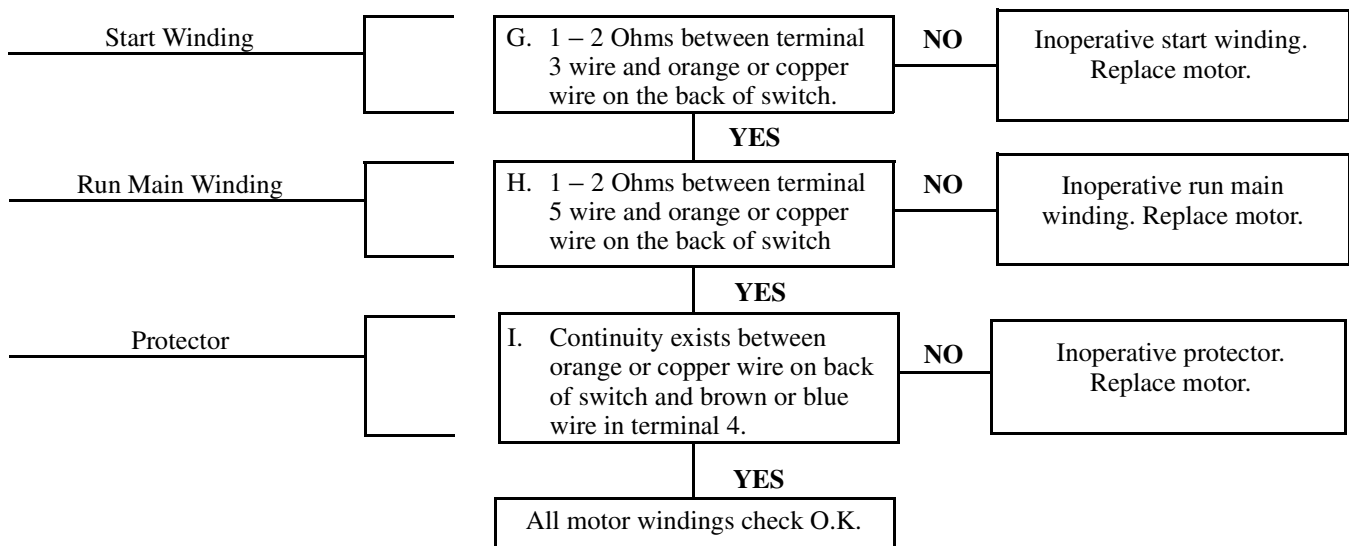 Start Winding
G. 1 – 2 Ohms between terminal
3 wire and orange or copper
wire on the back of switch.
NO
Inoperative start winding.
Replace motor.
YES
Run Main Winding
H. 1 – 2 Ohms between terminal
5 wire and orange or copper
wire on the back of switch
NO
Inoperative run main
winding. Replace motor.
YES
Protector
I. Continuity exists between
orange or copper wire on back
of switch and brown or blue
wire in terminal 4.
NO
Inoperative protector.
Replace motor.
YES
All motor windings check O.K.